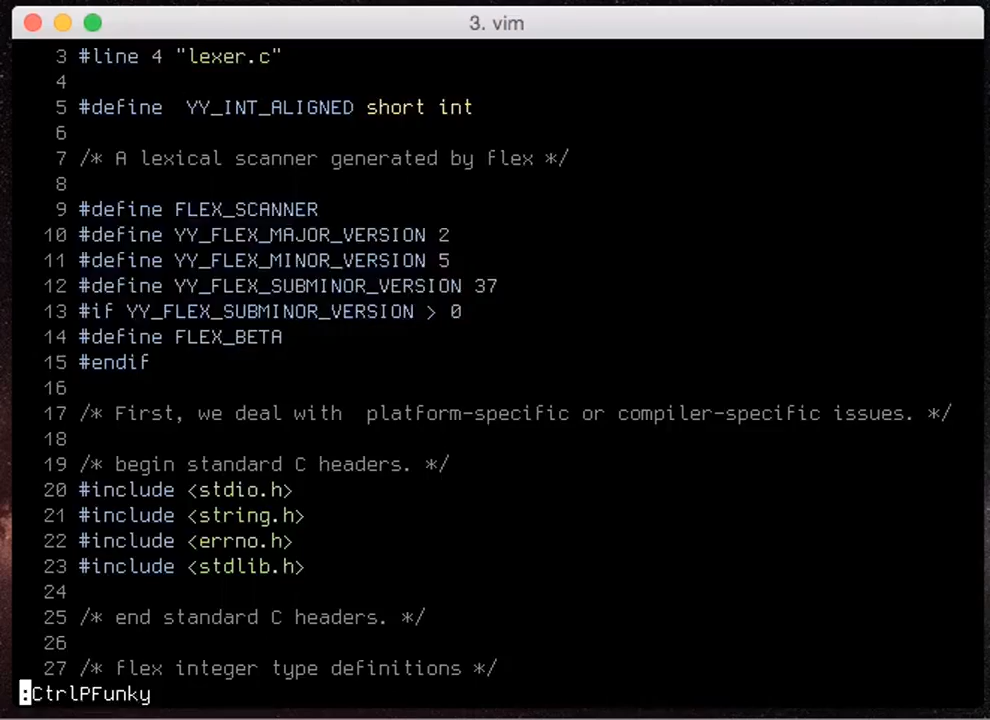 3. vim
3 #line 4 "lexer.c"
4
5 #define  YY_INT_ALIGNED short int
6
7 /* A lexical scanner generated by flex */
8
9 #define FLEX_SCANNER
10 #define YY_FLEX_MAJOR_VERSION 2
11 #define YY_FLEX_MINOR_VERSION 5
12 #define YY_FLEX_SUBMINOR_VERSION 37
13 #if YY_FLEX_SUBMINOR_VERSION > 0
14 #define FLEX_BETA
15 #endif
16
17 /* First, we deal with  platform-specific or compiler-specific issues. */
18
19 /* begin standard C headers. */
20 #include <stdio.h>
21 #include <string.h>
22 #include <errno.h>
23 #include <stdlib.h>
24
25 /* end standard C headers. */
26
27 /* flex integer type definitions */
:CtrlPFunky